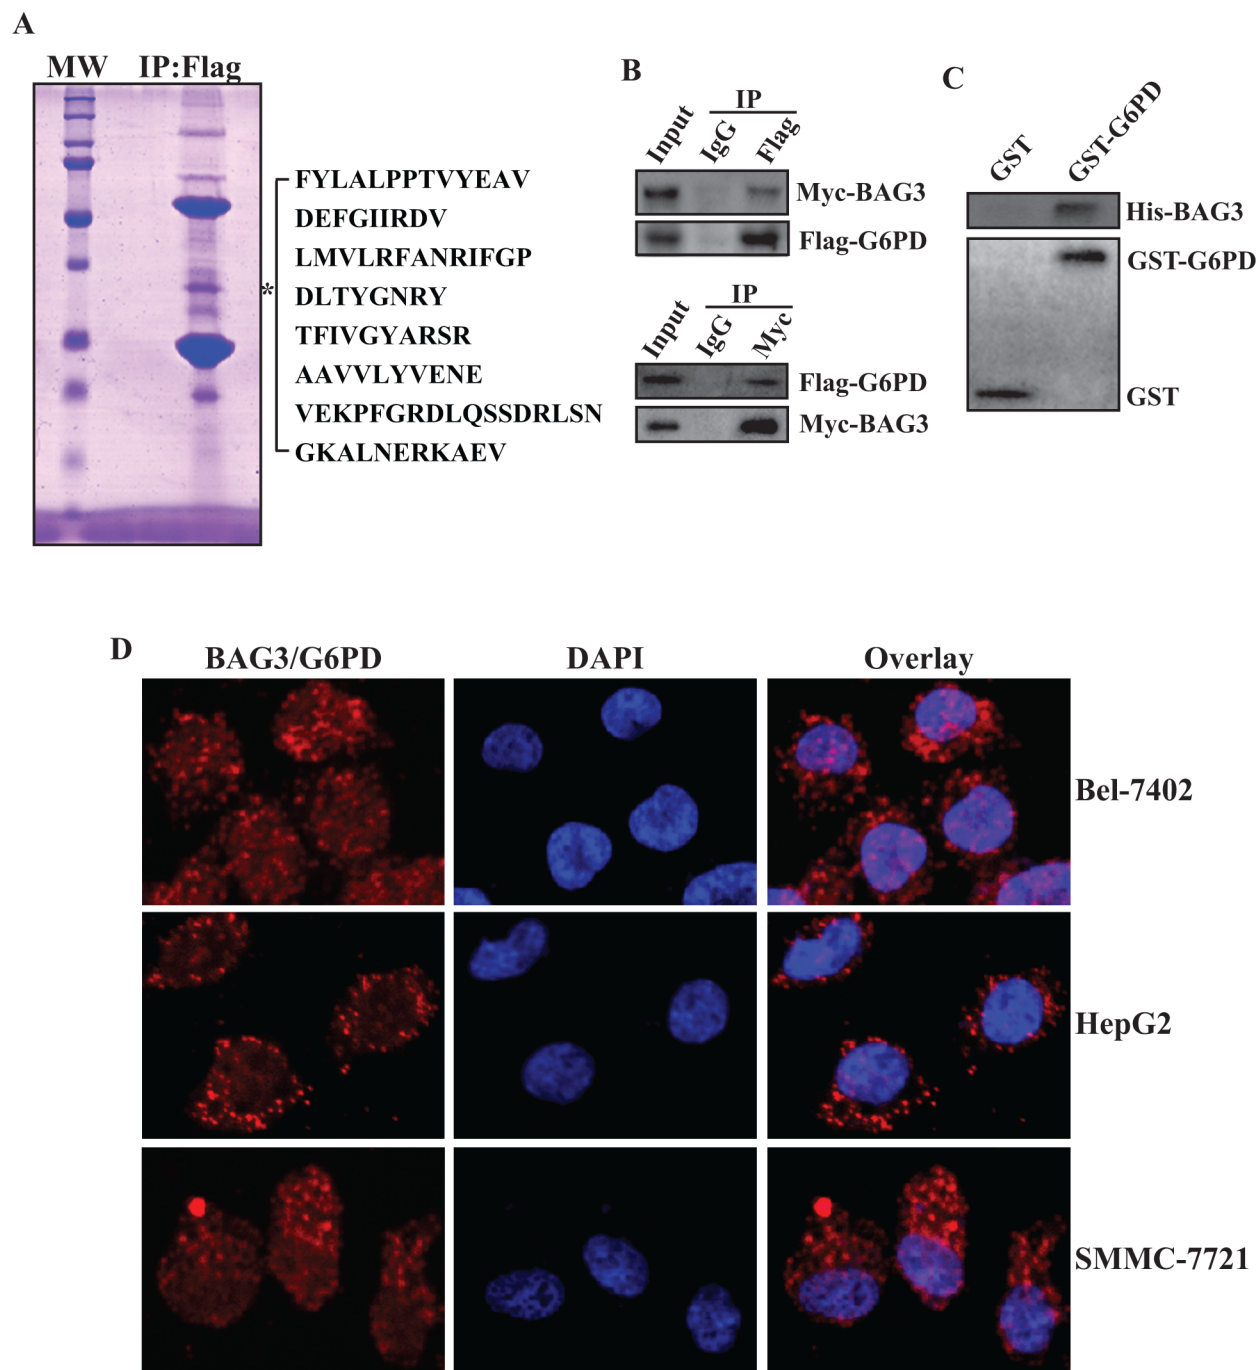 A
MW IP:Flag
*
FYLALPPTVYEAV
DEFGIIRDV
LMVLRFANRIFGP
DLTYGNRY
TFIVGYARSR
AAVVLYVENE
VEKPFGRDLQSSDRLSN
GKALNERKAEV
B
IP
Input IgG Flag
Myc-BAG3
Flag-G6PD
IP
Input IgG Myc
Flag-G6PD
Myc-BAG3
C
GST GST-G6PD
His-BAG3
GST-G6PD
GST
D
BAG3/G6PD DAPI Overlay
Bel-7402
HepG2
SMMC-7721